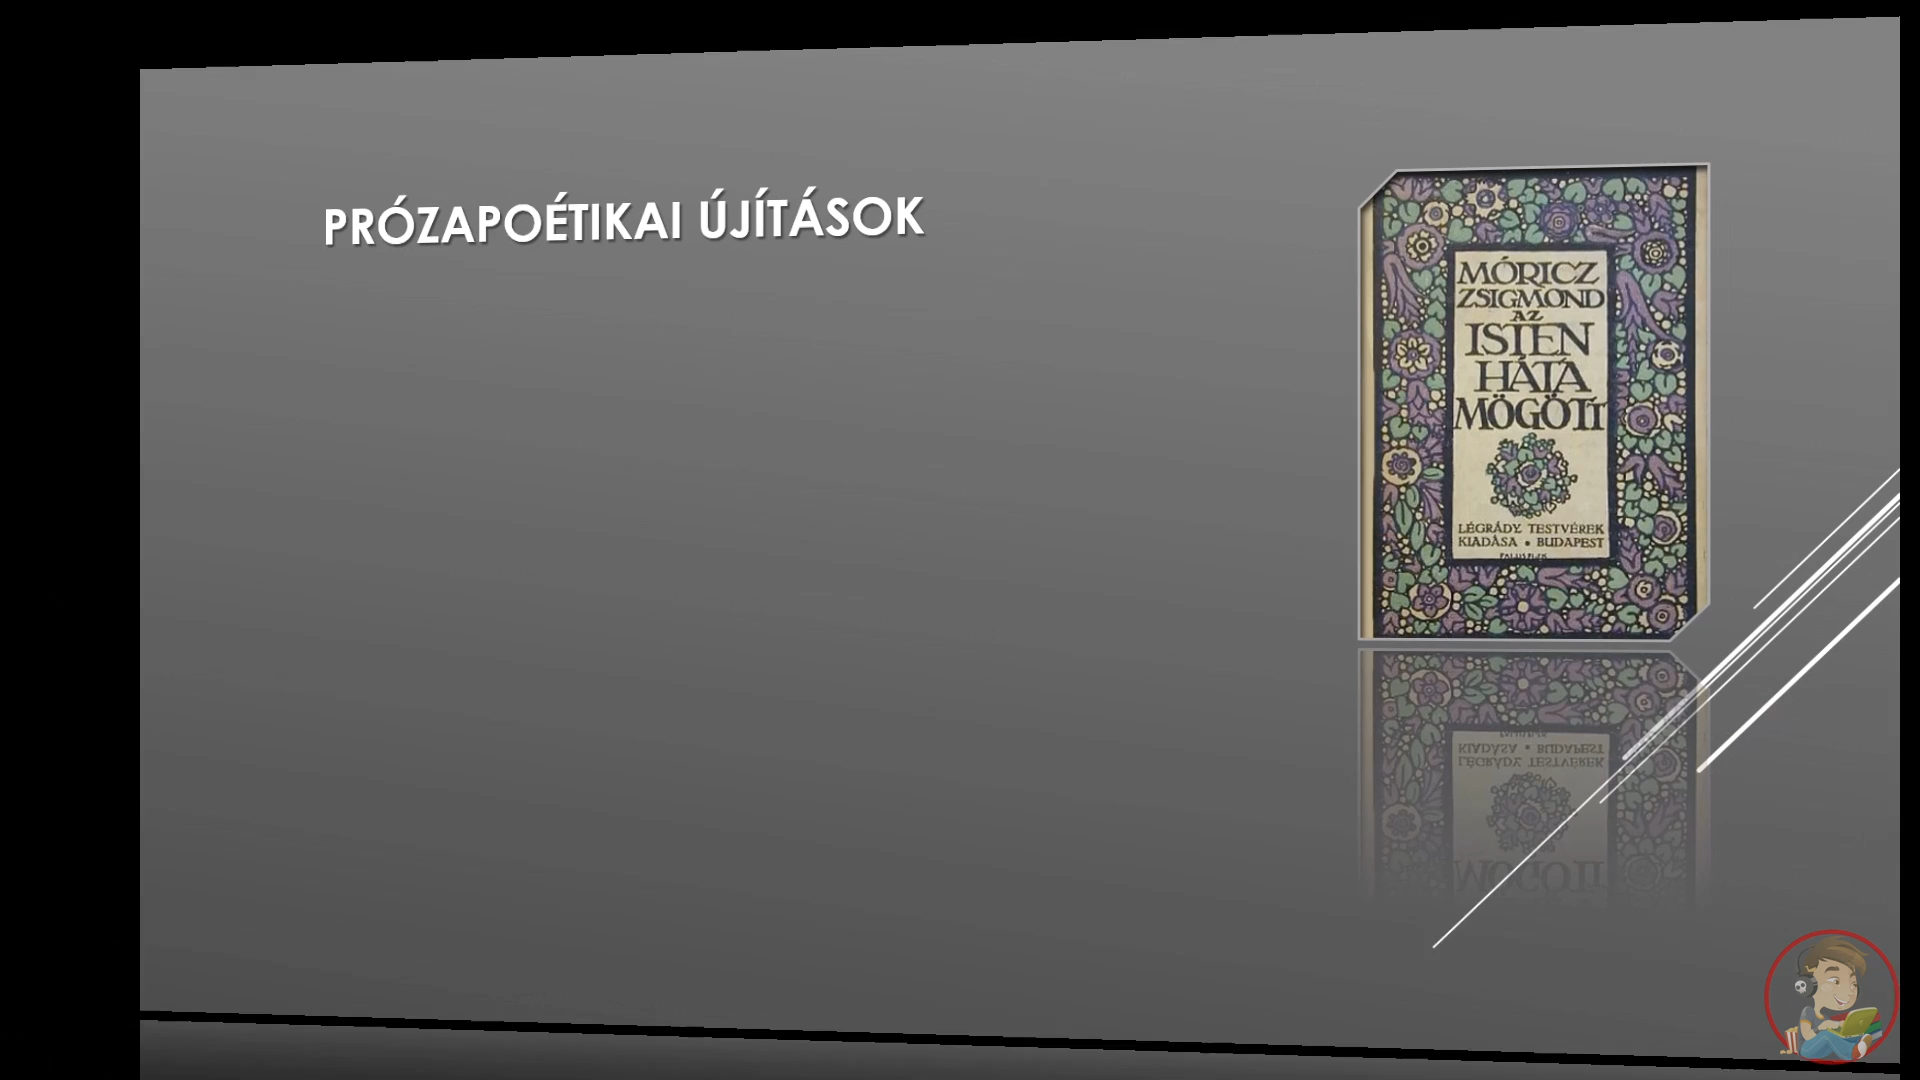 PRÓZAPOÉTIKAI ÚJÍTÁSOK
MÓRICZ
ZSIGMOND
AZ
ISTEN
HÁTA
MÖGÖTT
LÉGRÁDY TESTVÉREK
KIADÁSA • BUDAPEST